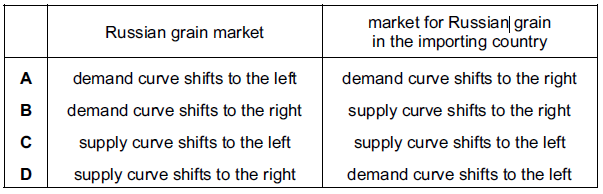 Russian grain market
market for Russian grain
in the importing country
A demand curve shifts to the left demand curve shifts to the right
B demand curve shifts to the right supply curve shifts to the right
C supply curve shifts to the left supply curve shifts to the left
D supply curve shifts to the right demand curve shifts to the left